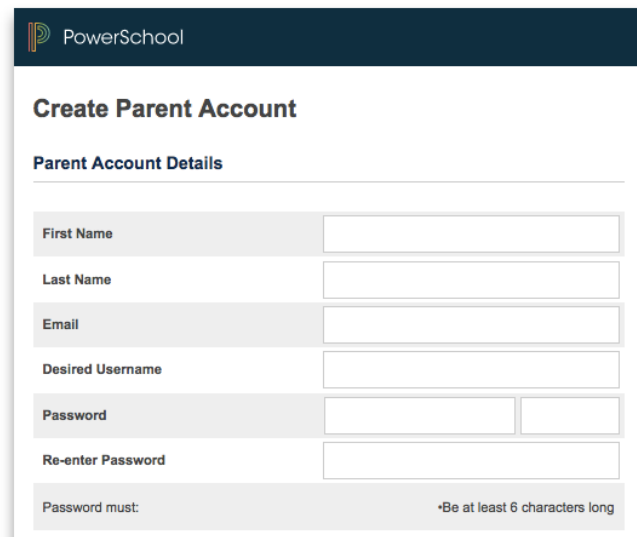 PowerSchool
Create Parent Account
Parent Account Details
First Name
Last Name
Email
Desired Username
Password
Re-enter Password
Password must: •Be at least 6 characters long